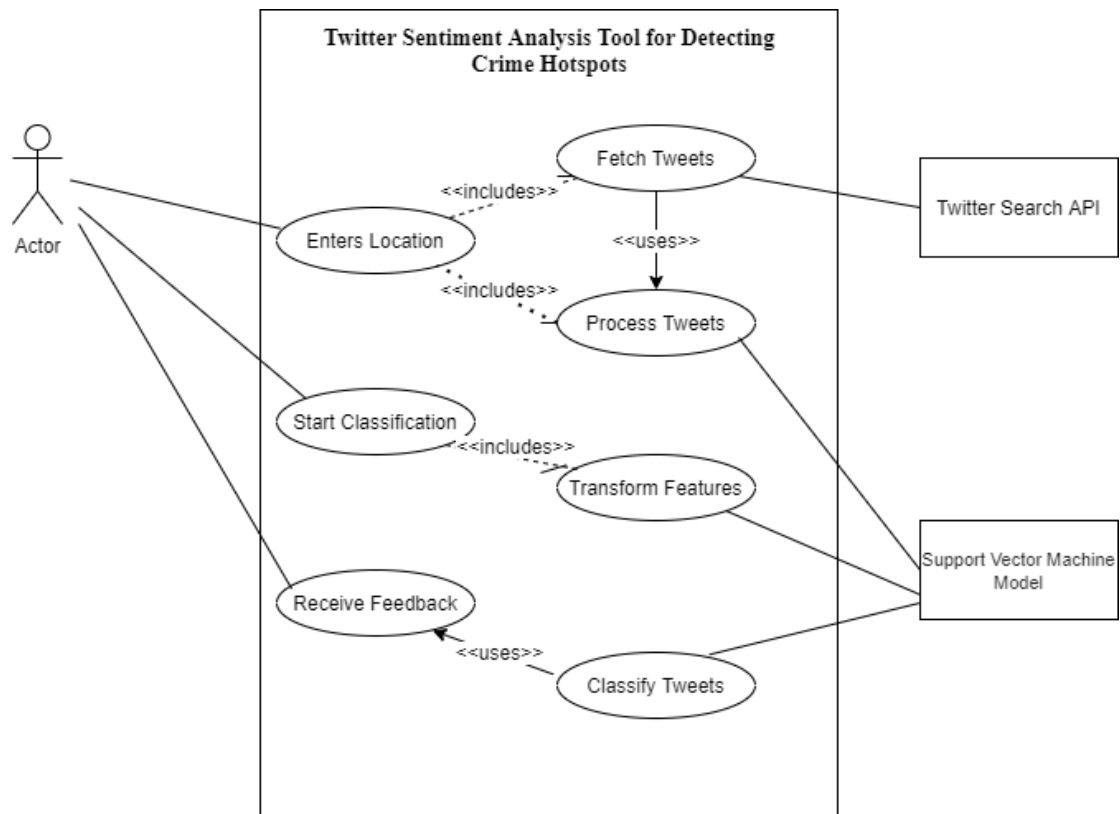 Twitter Sentiment Analysis Tool for Detecting
Crime Hotspots
Fetch Tweets
<<includes>>
Twitter Search API
Actor
Enters Location
<<uses>>
<<includes>>
Process Tweets
Start Classification
<<includes>>
Transform Features
Support Vector Machine
Model
Receive Feedback
<<uses>>
Classify Tweets